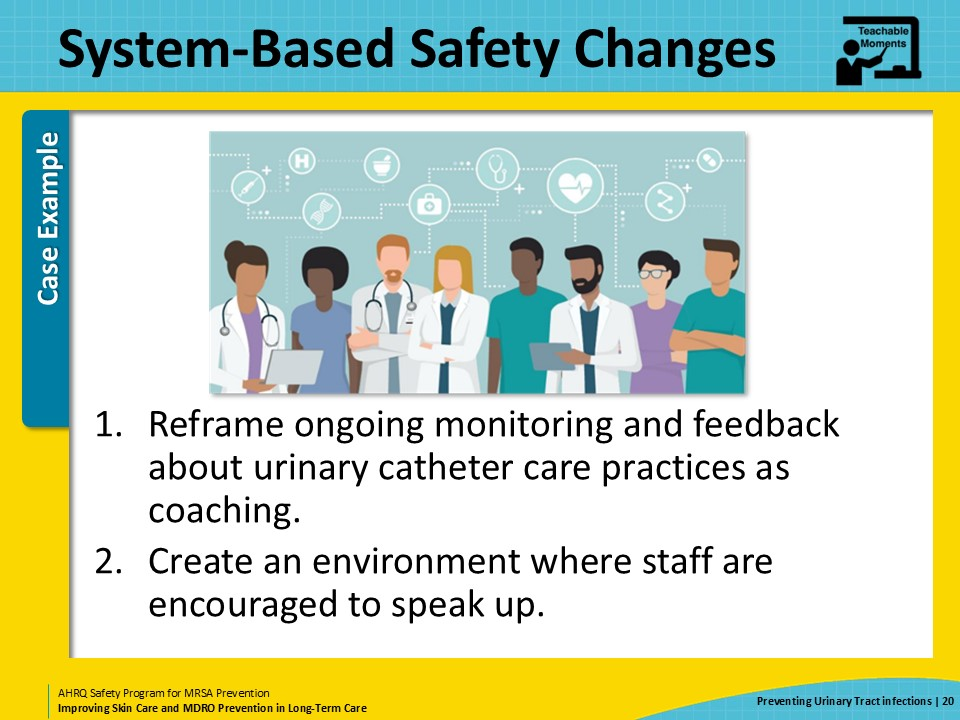 System-Based Safety Changes
Teachable
Moments
Case Example
H
1. Reframe ongoing monitoring and feedback
about urinary catheter care practices as
coaching.
2. Create an environment where staff are
encouraged to speak up.
AHRQ Safety Program for MRSA Prevention
Improving Skin Care and MDRO Prevention in Long-Term Care
Preventing Urinary Tract infections | 20